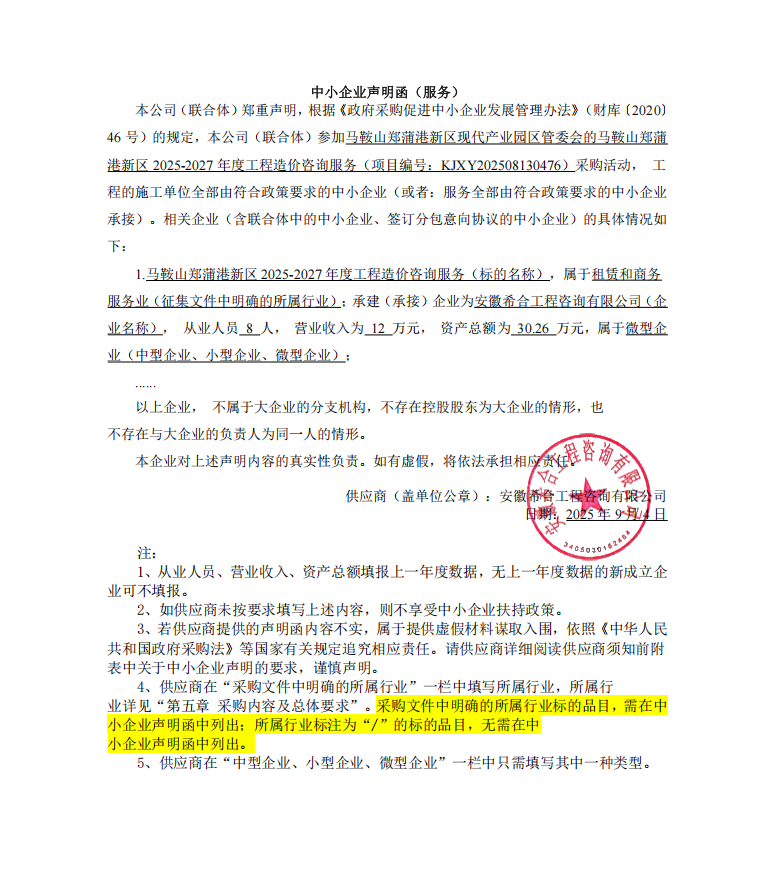 中小企业声明函（服务）
本公司（联合体）郑重声明，根据《政府采购促进中小企业发展管理办法》（财库〔2020〕
46 号）的规定，本公司（联合体）参加马鞍山郑蒲港新区现代产业园区管委会的马鞍山郑蒲
港新区 2025-2027 年度工程造价咨询服务（项目编号：KJXY202508130476）采购活动， 工
程的施工单位全部由符合政策要求的中小企业（或者：服务全部由符合政策要求的中小企业
承接）。相关企业（含联合体中的中小企业、签订分包意向协议的中小企业）的具体情况如
下：
1.马鞍山郑蒲港新区 2025-2027 年度工程造价咨询服务（标的名称），属于租赁和商务
服务业（征集文件中明确的所属行业）；承建（承接）企业为安徽希合工程咨询有限公司（企
业名称）， 从业人员 8 人， 营业收入为 12 万元， 资产总额为 30.26 万元，属于微型企
业（中型企业、小型企业、微型企业）；
......
以上企业， 不属于大企业的分支机构，不存在控股股东为大企业的情形，也
不存在与大企业的负责人为同一人的情形。
本企业对上述声明内容的真实性负责。如有虚假，将依法承担相应责任。
供应商（盖单位公章）：安徽希合工程咨询有限公司
日期：2025 年 9 月 4 日
安徽希合工程咨询有限公司
3405030162464
注：
1、从业人员、营业收入、资产总额填报上一年度数据，无上一年度数据的新成立企
业可不填报。
2、如供应商未按要求填写上述内容，则不享受中小企业扶持政策。
3、若供应商提供的声明函内容不实，属于提供虚假材料谋取入围，依照《中华人民
共和国政府采购法》等国家有关规定追究相应责任。请供应商详细阅读供应商须知前附
表中关于中小企业声明的要求，谨慎声明。
4、供应商在“采购文件中明确的所属行业”一栏中填写所属行业，所属行
业详见“第五章 采购内容及总体要求”。采购文件中明确的所属行业标的品目，需在中
小企业声明函中列出；所属行业标注为“/”的标的品目，无需在中
小企业声明函中列出。
5、供应商在“中型企业、小型企业、微型企业”一栏中只需填写其中一种类型。